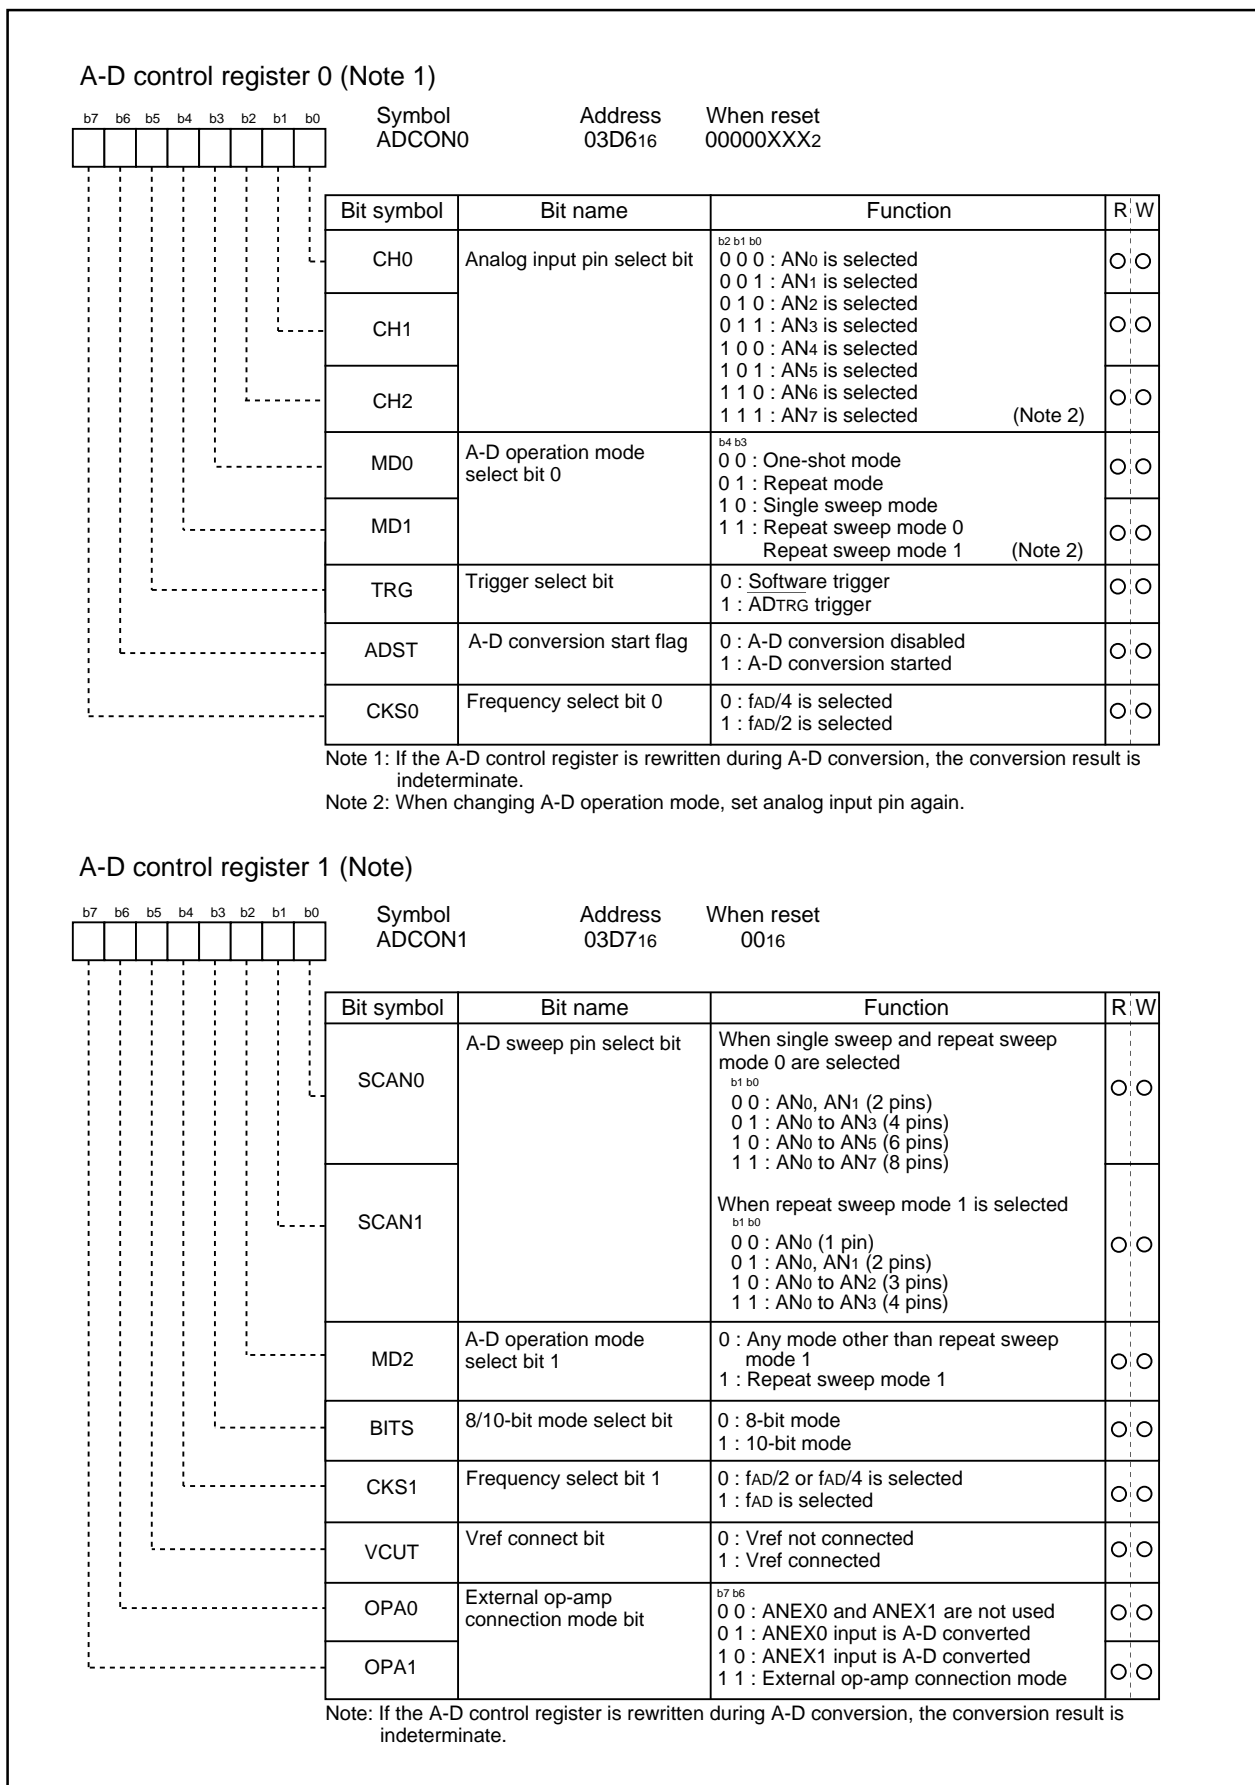 A-D control register 0 (Note 1)
b7 b6 b5 b4 b3 b2 b1 b0
Symbol Address When reset
ADCON0 03D616 00000XXX2
Bit symbol Bit name Function R W
CH0 Analog input pin select bit
b2 b1 b0
0 0 0 : AN0 is selected
0 0 1 : AN1 is selected
0 1 0 : AN2 is selected
CH1
0 1 1 : AN3 is selected
1 0 0 : AN4 is selected
1 0 1 : AN5 is selected
CH2
1 1 0 : AN6 is selected
1 1 1 : AN7 is selected (Note 2)
MD0
A-D operation mode
select bit 0
b4 b3
0 0 : One-shot mode
0 1 : Repeat mode
1 0 : Single sweep mode
MD1
1 1 : Repeat sweep mode 0
Repeat sweep mode 1 (Note 2)
TRG Trigger select bit
0 : Software trigger
1 : ADTRG trigger
ADST A-D conversion start flag
0 : A-D conversion disabled
1 : A-D conversion started
CKS0 Frequency select bit 0
0 : fAD/4 is selected
1 : fAD/2 is selected
Note 1: If the A-D control register is rewritten during A-D conversion, the conversion result is
indeterminate.
Note 2: When changing A-D operation mode, set analog input pin again.
A-D control register 1 (Note)
b7 b6 b5 b4 b3 b2 b1 b0
Symbol Address When reset
ADCON1 03D716 0016
Bit symbol Bit name Function R W
SCAN0 A-D sweep pin select bit
When single sweep and repeat sweep
mode 0 are selected
b1 b0
0 0 : AN0, AN1 (2 pins)
0 1 : AN0 to AN3 (4 pins)
1 0 : AN0 to AN5 (6 pins)
1 1 : AN0 to AN7 (8 pins)
SCAN1
When repeat sweep mode 1 is selected
b1 b0
0 0 : AN0 (1 pin)
0 1 : AN0, AN1 (2 pins)
1 0 : AN0 to AN2 (3 pins)
1 1 : AN0 to AN3 (4 pins)
MD2
A-D operation mode
select bit 1
0 : Any mode other than repeat sweep
mode 1
1 : Repeat sweep mode 1
BITS 8/10-bit mode select bit
0 : 8-bit mode
1 : 10-bit mode
CKS1 Frequency select bit 1
0 : fAD/2 or fAD/4 is selected
1 : fAD is selected
VCUT Vref connect bit
0 : Vref not connected
1 : Vref connected
OPA0
External op-amp
connection mode bit
b7 b6
0 0 : ANEX0 and ANEX1 are not used
0 1 : ANEX0 input is A-D converted
OPA1
1 0 : ANEX1 input is A-D converted
1 1 : External op-amp connection mode
Note: If the A-D control register is rewritten during A-D conversion, the conversion result is
indeterminate.